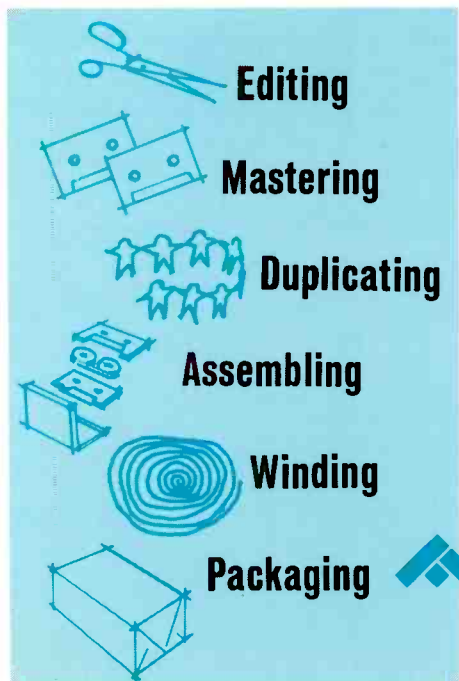 Editing
Mastering
Duplicating
Assembling
Winding
Packaging